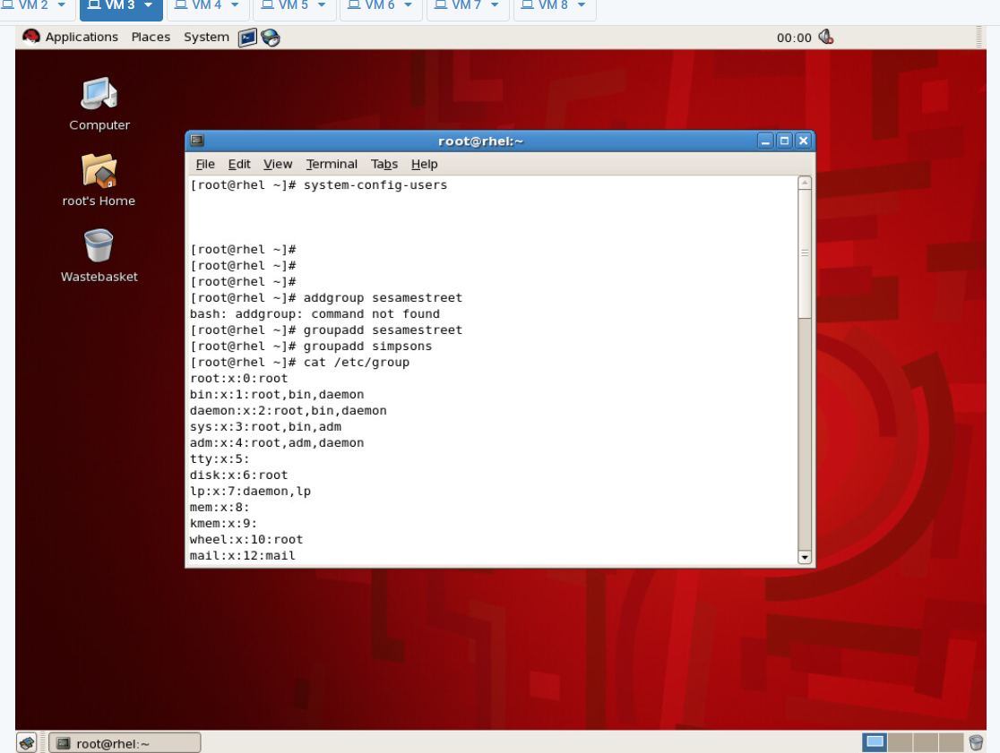 VM 2 VM 3 VM 4 VM 5 VM 6 VM 7 VM 8
Applications Places System 00:00
Computer
root's Home
Wastebasket
root@rhel:~
File Edit View Terminal Tabs Help
[root@rhel ~]# system-config-users
[root@rhel ~]#
[root@rhel ~]#
[root@rhel ~]#
[root@rhel ~]# addgroup sesamestreet
bash: addgroup: command not found
[root@rhel ~]# groupadd sesamestreet
[root@rhel ~]# groupadd simpsons
[root@rhel ~]# cat /etc/group
root:x:0:root
bin:x:1:root,bin,daemon
daemon:x:2:root,bin,daemon
sys:x:3:root,bin,adm
adm:x:4:root,adm,daemon
tty:x:5:
disk:x:6:root
lp:x:7:daemon,lp
mem:x:8:
kmem:x:9:
wheel:x:10:root
mail:x:12:mail
root@rhel:~